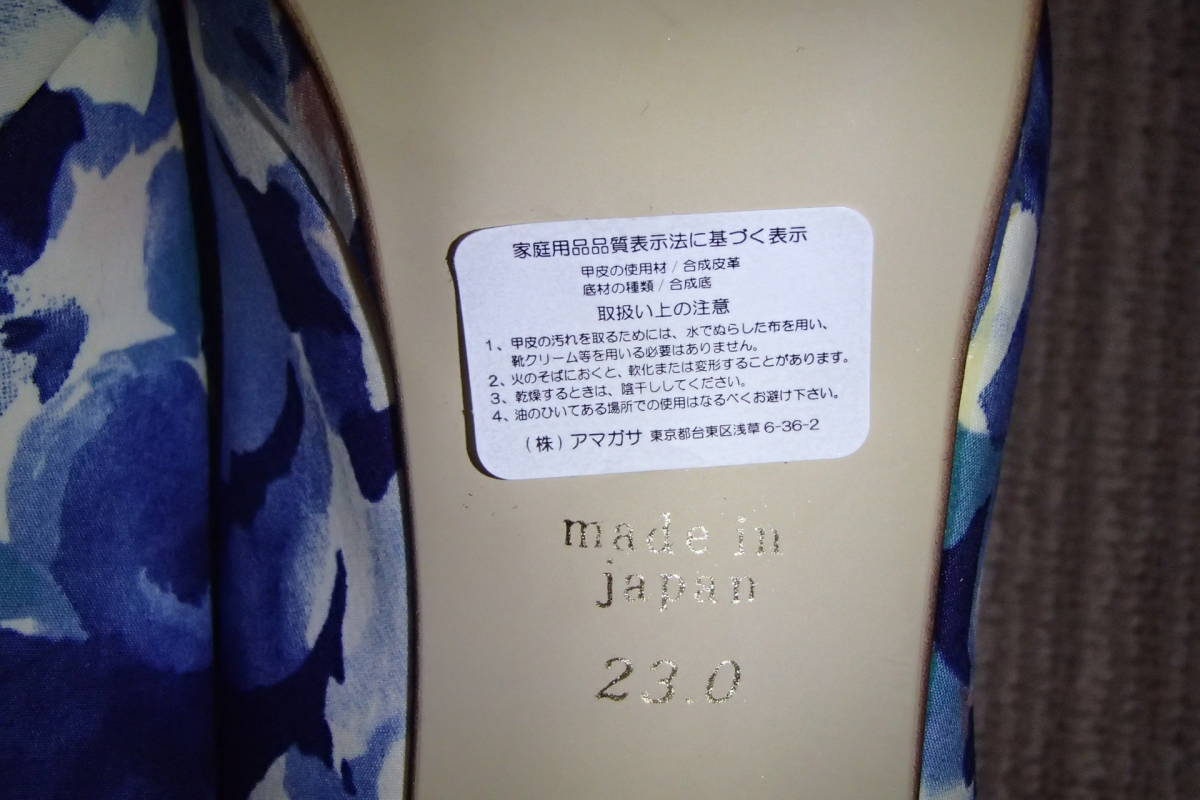 家庭用品品質表示法に基づく表示
甲皮の使用材/合成皮革
底材の種類/合成底
取扱い上の注意
1、甲皮の汚れを取るためには、水でぬらした布を用い、
靴クリーム等を用いる必要はありません。
2、火のそばにおくと、軟化または変形することがあります。
3、乾燥するときは、陰干ししてください。
4、油のひいてある場所での使用はなるべくお避け下さい。
(株)アマガサ 東京都台東区浅草6-36-2
made in
japan
23.0